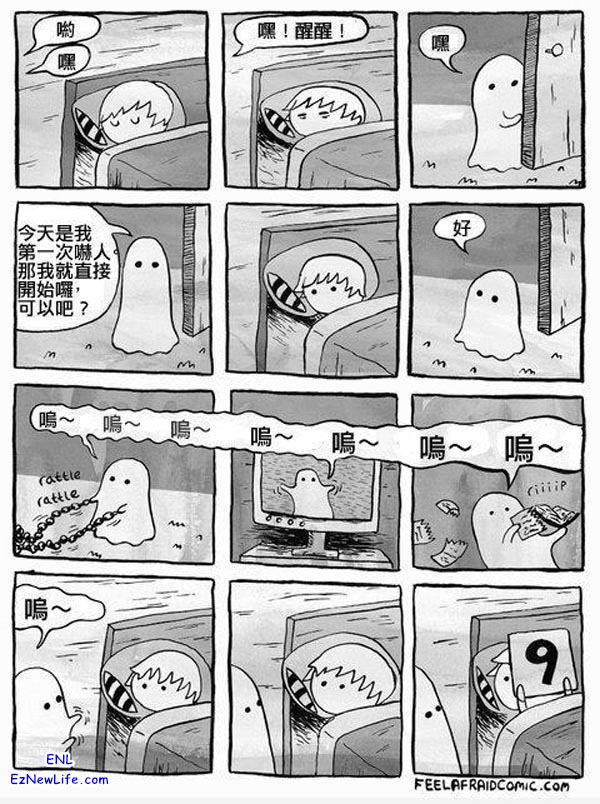 喲
嘿
嘿！醒醒！
嘿
今天是我
第一次嚇人。
那我就直接
開始囉，
可以吧？
好
嗚～ 嗚～ 嗚～ 嗚～ 嗚～ 嗚～ 嗚～
rattle
rattle
riiiip
嗚～
9
ENL
EzNewLife.com
FEELAFRAIDCOMIC.COM